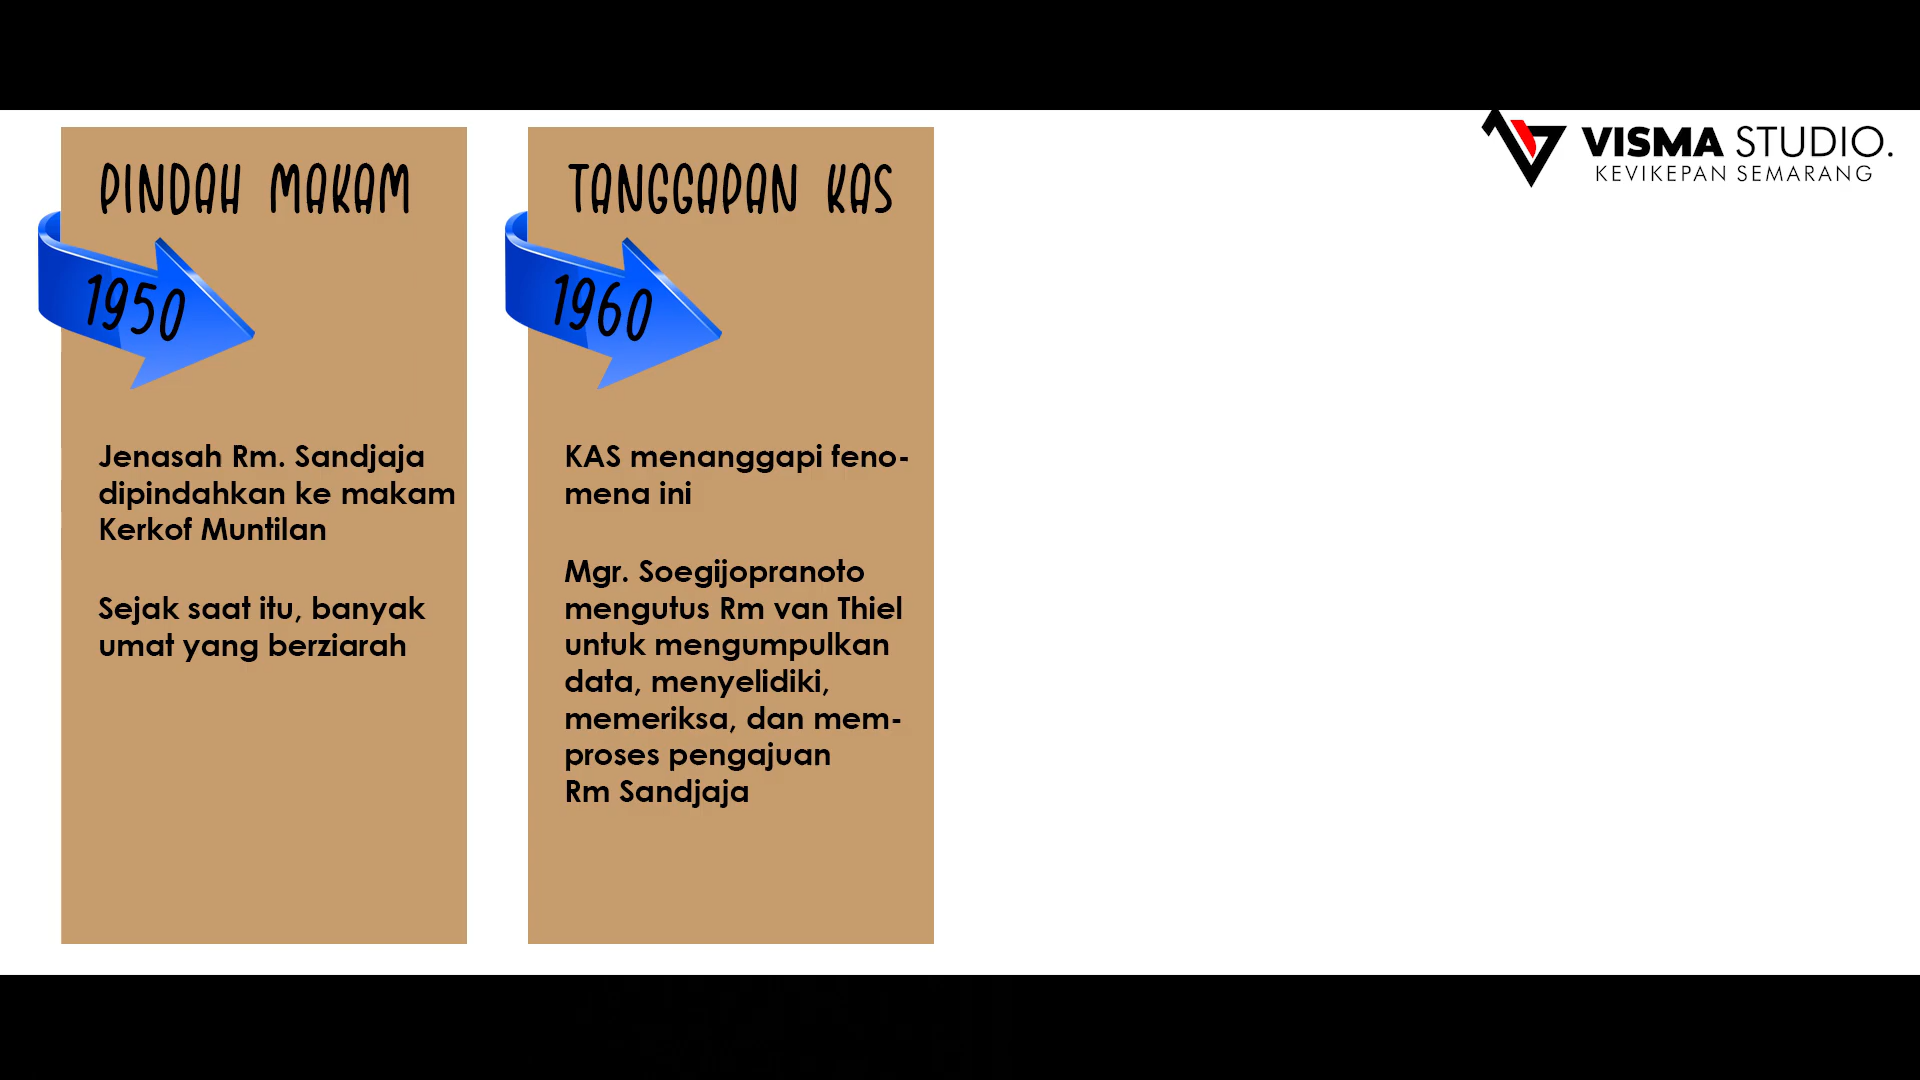 PINDAH MAKAM
1950
Jenasah Rm. Sandjaja
dipindahkan ke makam
Kerkof Muntilan
Sejak saat itu, banyak
umat yang berziarah
TANGGAPAN KAS
1960
KAS menanggapi feno-
mena ini
Mgr. Soegijopranoto
mengutus Rm van Thiel
untuk mengumpulkan
data, menyelidiki,
memeriksa, dan mem-
proses pengajuan
Rm Sandjaja
VISMA STUDIO.
KEVIKEPAN SEMARANG